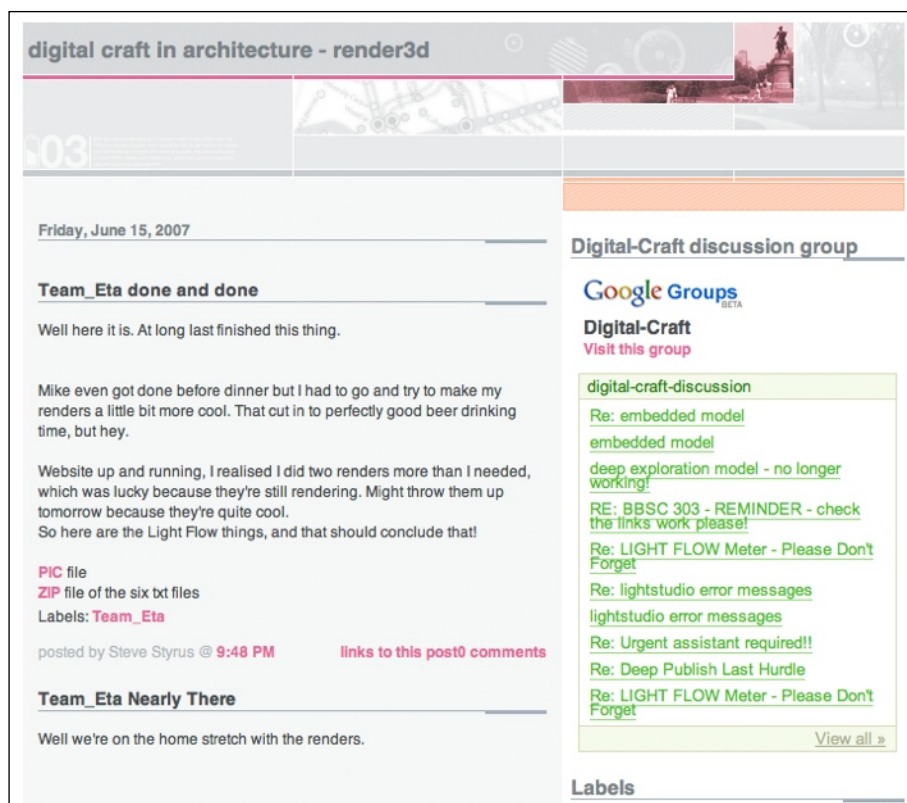 digital craft in architecture - render3d
03
Friday, June 15, 2007
Team_Eta done and done
Well here it is. At long last finished this thing.
Mike even got done before dinner but I had to go and try to make my
renders a little bit more cool. That cut in to perfectly good beer drinking
time, but hey.
Website up and running, I realised I did two renders more than I needed,
which was lucky because they're still rendering. Might throw them up
tomorrow because they're quite cool.
So here are the Light Flow things, and that should conclude that!
PIC file
ZIP file of the six txt files
Labels: Team_Eta
posted by Steve Styrus @ 9:48 PM links to this post0 comments
Team_Eta Nearly There
Well we're on the home stretch with the renders.
Digital-Craft discussion group
Google Groups
BETA
Digital-Craft
Visit this group
digital-craft-discussion
Re: embedded model
embedded model
deep exploration model - no longer
working!
RE: BBSC 303 - REMINDER - check
the links work please!
Re: LIGHT FLOW Meter - Please Don't
Forget
Re: lightstudio error messages
lightstudio error messages
Re: Urgent assistant required!!
Re: Deep Publish Last Hurdle
Re: LIGHT FLOW Meter - Please Don't
Forget
View all »
Labels